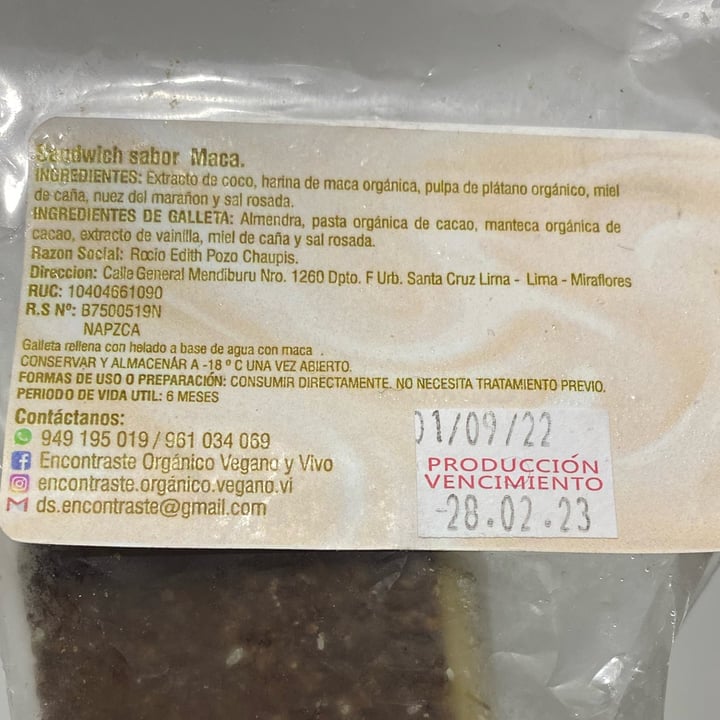 Sandwich sabor Maca.
INGREDIENTES: Extracto de coco, harina de maca orgánica, pulpa de plátano orgánico, miel
de caña, nuez del marañon y sal rosada.
INGREDIENTES DE GALLETA: Almendra, pasta orgánica de cacao, manteca orgánica de
cacao, extracto de vainilla, miel de caña y sal rosada.
Razon Social: Rocio Edith Pozo Chaupis.
Direccion: Calle General Mendiburu Nro. 1260 Dpto. F Urb. Santa Cruz Lima - Lima - Miraflores
RUC: 10404661090
R.S Nº: B7500519N
NAPZCA
Galleta rellena con helado a base de agua con maca .
CONSERVAR Y ALMACENÁR A -18 º C UNA VEZ ABIERTO.
FORMAS DE USO O PREPARACIÓN: CONSUMIR DIRECTAMENTE. NO NECESITA TRATAMIENTO PREVIO.
PERIODO DE VIDA UTIL: 6 MESES
Contáctanos:
949 195 019 / 961 034 069
Encontraste Orgánico Vegano y Vivo
encontraste.orgánico.vegano.vi
ds.encontraste@gmail.com
01/09/22
PRODUCCIÓN
VENCIMIENTO
28.02.23